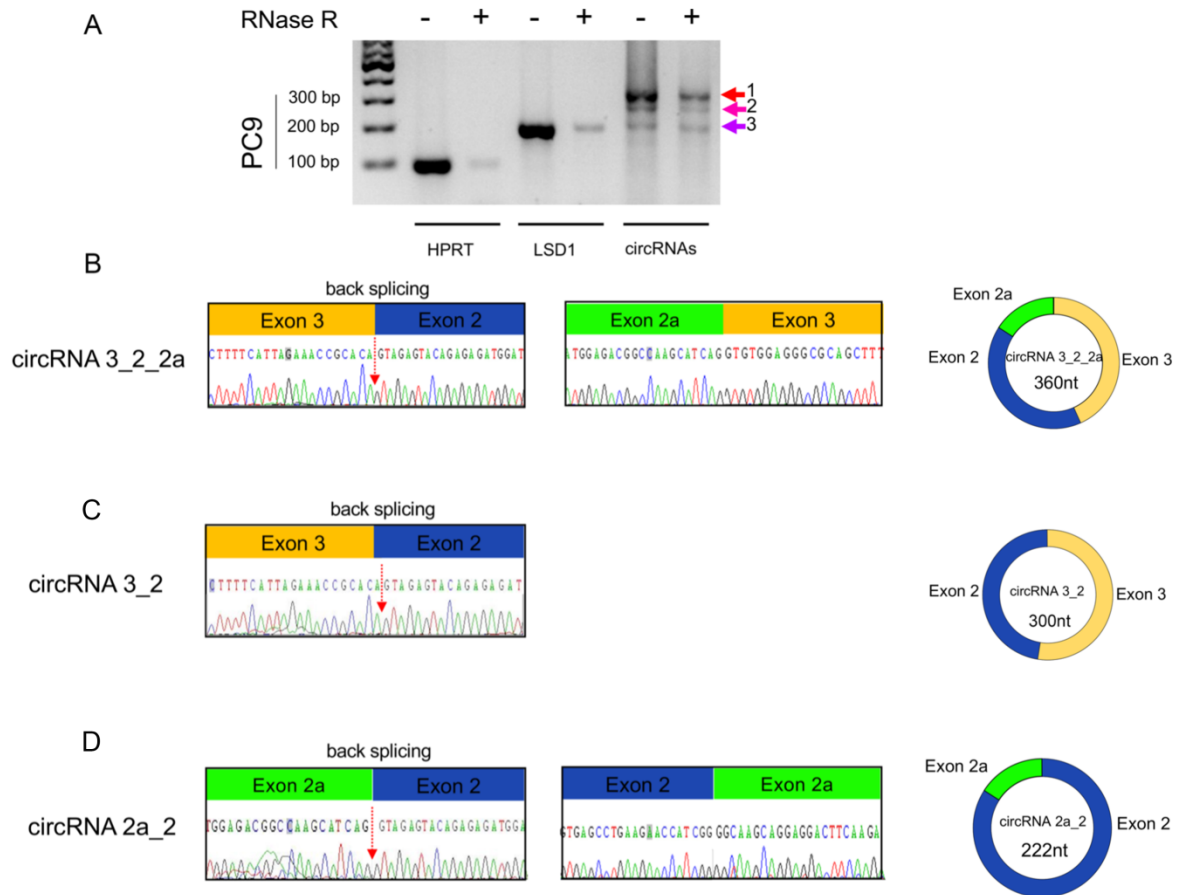 A
RNase R - + - + - +
PC9
300 bp
200 bp
100 bp
1
2
3
HPRT LSD1 circRNAs
B
back splicing
circRNA 3_2_2a
Exon 3 Exon 2
CTTTTCATTAGAAACCGCACAGTAGAGTACAGAGAGATGGAT
Exon 2a Exon 3
ATGGAGACGGCCAAGCATCAGGTGTGGAGGGCGCAGCTTT
Exon 2a
Exon 2
circRNA 3_2_2a
360nt
Exon 3
C
back splicing
circRNA 3_2
Exon 3 Exon 2
CTTTTCATTAGAAACCGCACAGTAGAGTACAGAGAGAT
Exon 2
circRNA 3_2
300nt
Exon 3
D
back splicing
circRNA 2a_2
Exon 2a Exon 2
TGGAGACGGCCAAGCATCAGGTAGAGTACAGAGAGATGGA
Exon 2 Exon 2a
GTGAGCCTGAAGAACCATCGGGGCAAGCAGGAGGACTTCAAGA
Exon 2a
circRNA 2a_2
222nt
Exon 2